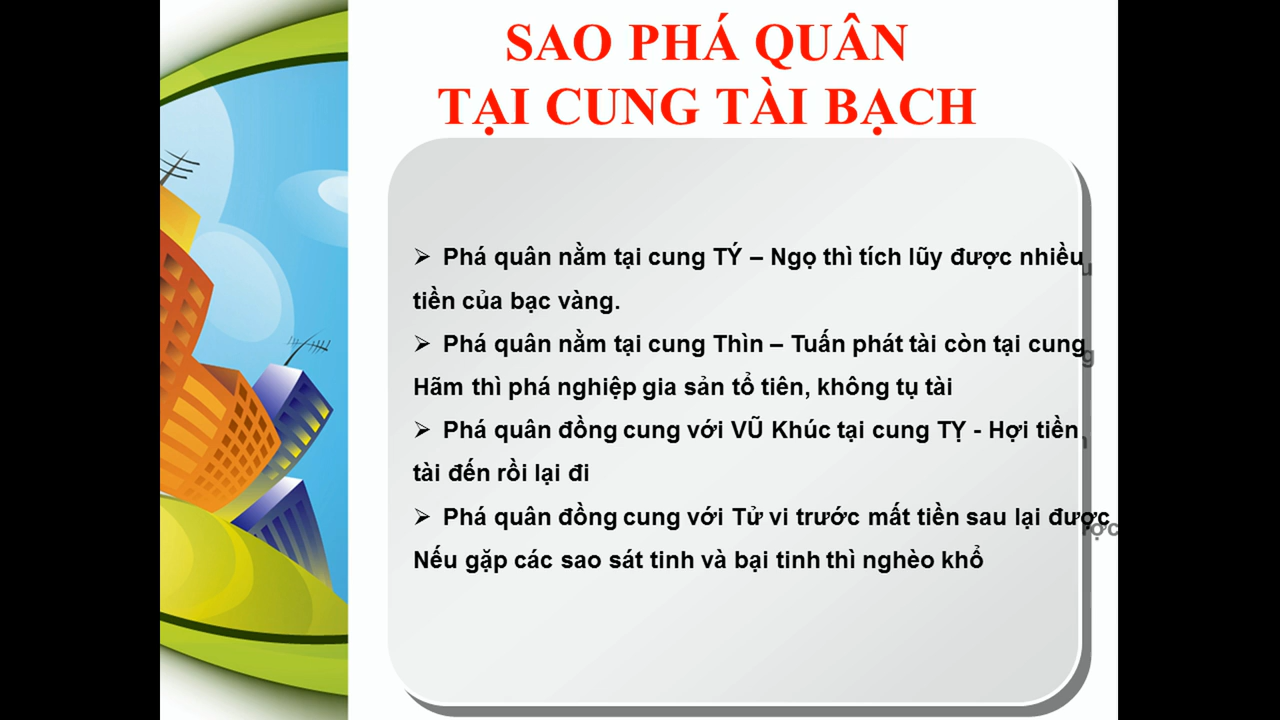 SAO PHÁ QUÂN
TẠI CUNG TÀI BẠCH
➢ Phá quân nằm tại cung TÝ – Ngọ thì tích lũy được nhiều
tiền của bạc vàng.
➢ Phá quân nằm tại cung Thìn – Tuấn phát tài còn tại cung
Hãm thì phá nghiệp gia sản tổ tiên, không tụ tài
➢ Phá quân đồng cung với VŨ Khúc tại cung TỴ - Hợi tiền
tài đến rồi lại đi
➢ Phá quân đồng cung với Tử vi trước mất tiền sau lại được
Nếu gặp các sao sát tinh và bại tinh thì nghèo khổ